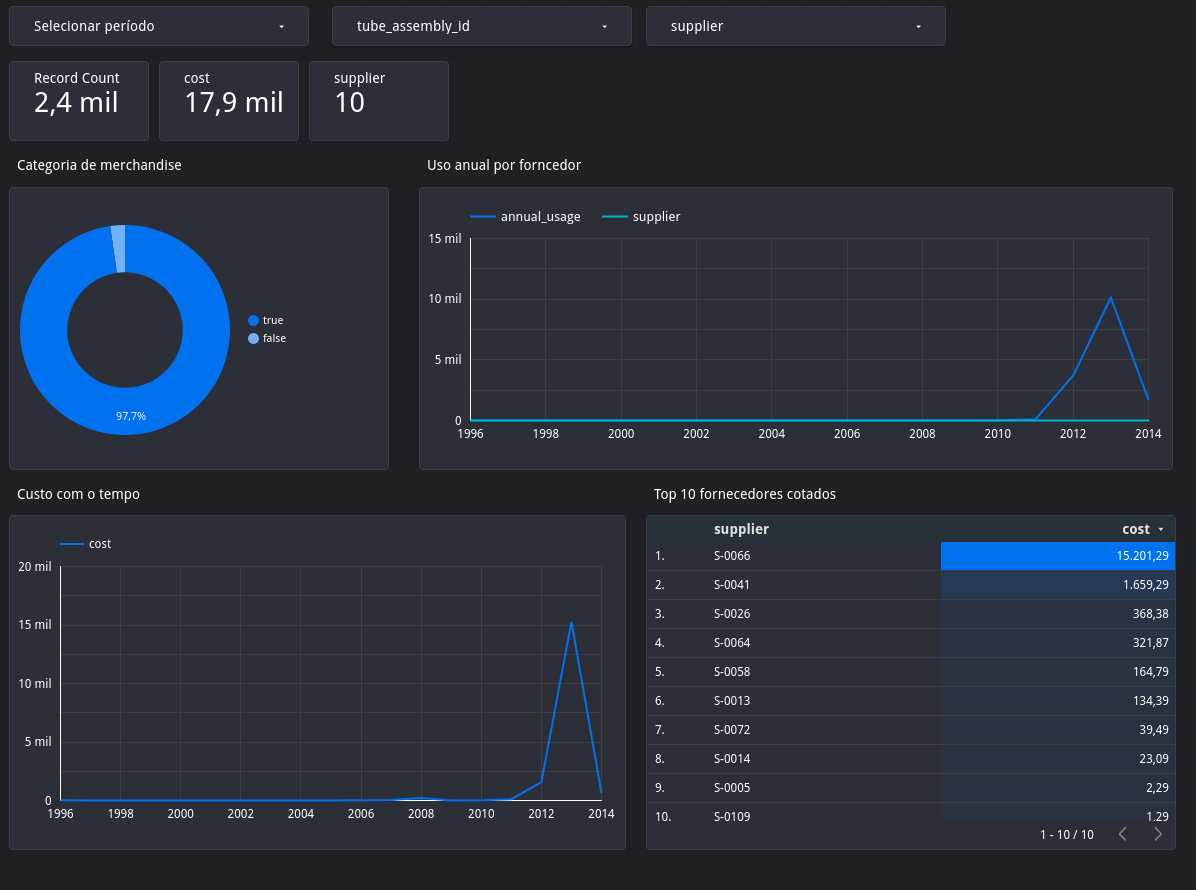 Selecionar período
tube_assembly_id
supplier
Record Count
2,4 mil
cost
17,9 mil
supplier
10
Categoria de merchandise
true
false
97,7%
Uso anual por forncedor
annual_usage supplier
15 mil
10 mil
5 mil
0
1996 1998 2000 2002 2004 2006 2008 2010 2012 2014
Custo com o tempo
cost
20 mil
15 mil
10 mil
5 mil
0
1996 1998 2000 2002 2004 2006 2008 2010 2012 2014
Top 10 fornecedores cotados
supplier cost
1. S-0066 15.201,29
2. S-0041 1.659,29
3. S-0026 368,38
4. S-0064 321,87
5. S-0058 164,79
6. S-0013 134,39
7. S-0072 39,49
8. S-0014 23,09
9. S-0005 2,29
10. S-0109 1,29
1 - 10 / 10